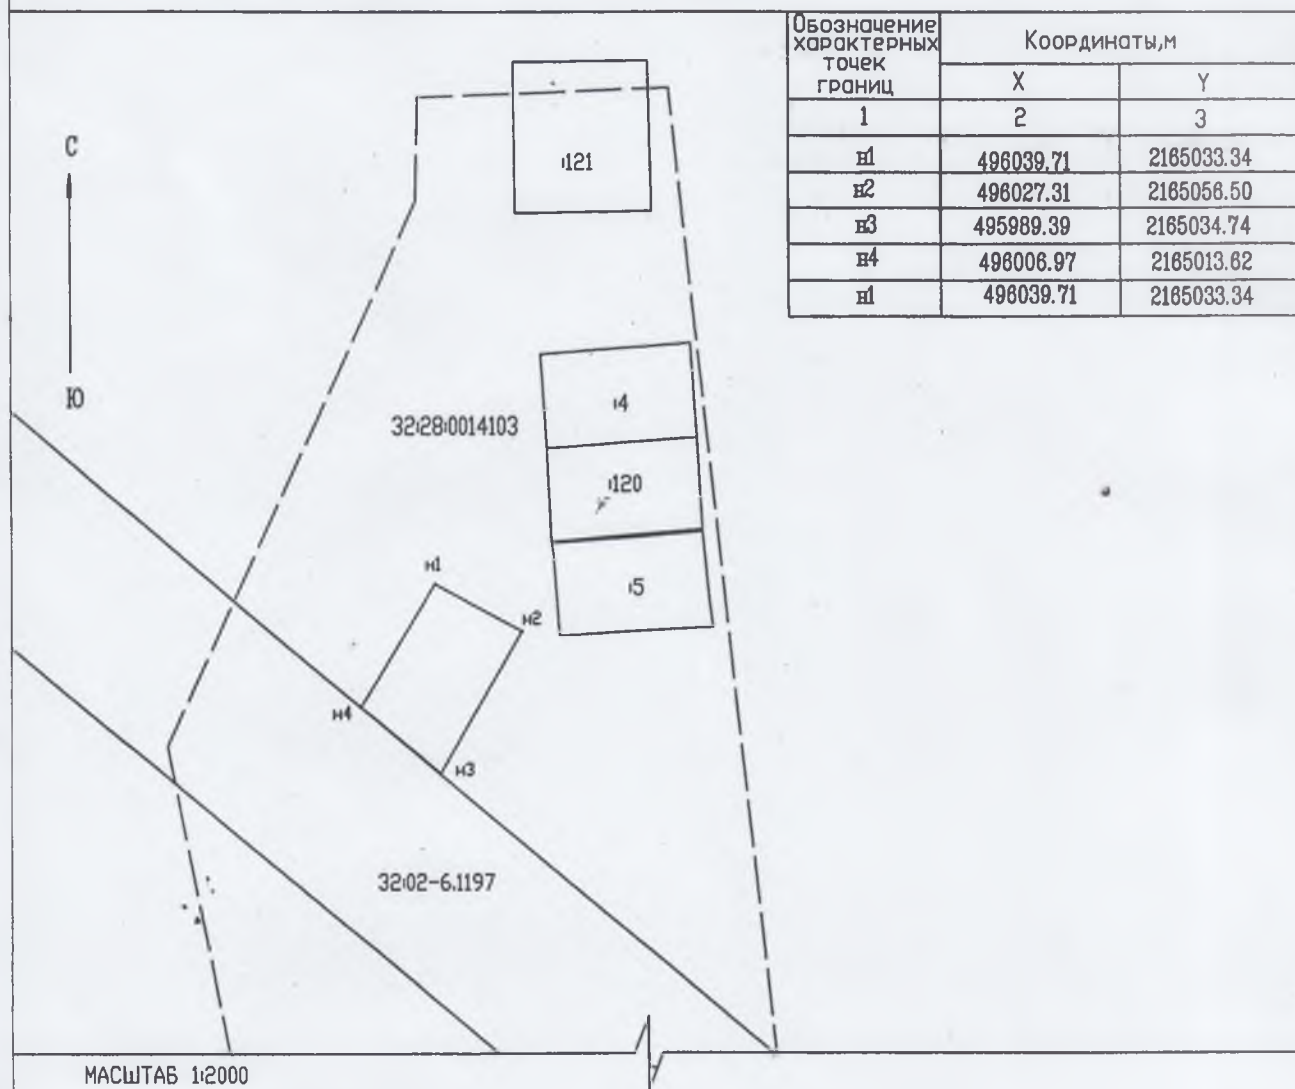 Обозначение характерных точек границ	Координаты,м
X	Y
1	2	3
н1	496039.71	2165033.34
н2	496027.31	2165056.50
н3	495989.39	2165034.74
н4	496006.97	2165013.62
н1	496039.71	2165033.34
С
Ю
:121
:4
32:28:0014103
:120
:5
н1
н2
н4
н3
32:02-6.1197
МАСШТАБ 1:2000